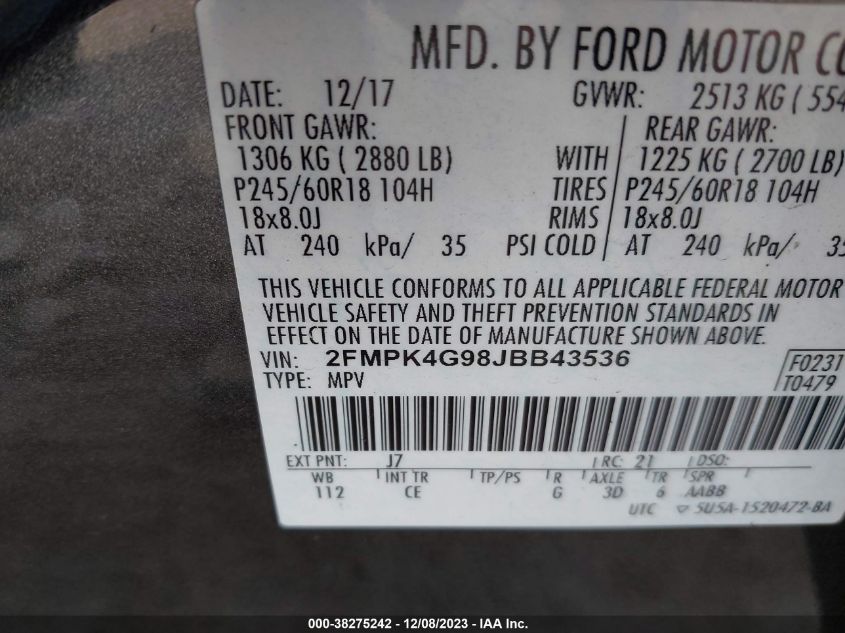 MFD. BY FORD MOTOR CO
DATE: 12/17 GVWR: 2513 KG ( 554
FRONT GAWR: REAR GAWR:
1306 KG ( 2880 LB) WITH 1225 KG ( 2700 LB)
P245/60R18 104H TIRES P245/60R18 104H
18x8.0J RIMS 18x8.0J
AT 240 kPa/ 35 PSI COLD AT 240 kPa/ 35
THIS VEHICLE CONFORMS TO ALL APPLICABLE FEDERAL MOTOR
VEHICLE SAFETY AND THEFT PREVENTION STANDARDS IN
EFFECT ON THE DATE OF MANUFACTURE SHOWN ABOVE.
VIN: 2FMPK4G98JBB43536 F0231
TYPE: MPV T0479
EXT PNT: J7 RC: 21 DSO:
WB INT TR TP/PS R AXLE TR SPR
112 CE G 3D 6 AABB
UTC ▽ 5U5A-1520472-BA
000-38275242 - 12/08/2023 - IAA Inc.